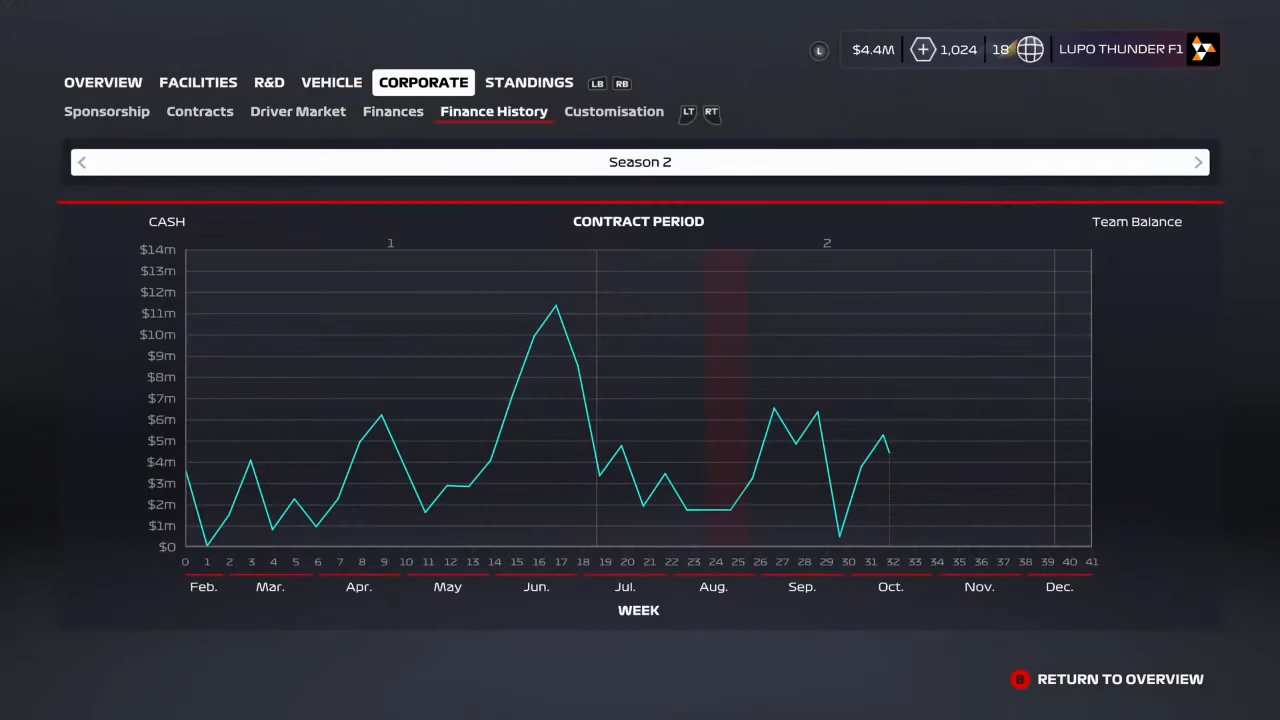 L $4.4M 1,024 18 LUPO THUNDER F1
OVERVIEW FACILITIES R&D VEHICLE CORPORATE STANDINGS LB RB
Sponsorship Contracts Driver Market Finances Finance History Customisation LT RT
Season 2
CASH CONTRACT PERIOD Team Balance
1 2
$14m
$13m
$12m
$11m
$10m
$9m
$8m
$7m
$6m
$5m
$4m
$3m
$2m
$1m
$0
0 1 2 3 4 5 6 7 8 9 10 11 12 13 14 15 16 17 18 19 20 21 22 23 24 25 26 27 28 29 30 31 32 33 34 35 36 37 38 39 40 41
Feb. Mar. Apr. May Jun. Jul. Aug. Sep. Oct. Nov. Dec.
WEEK
B RETURN TO OVERVIEW